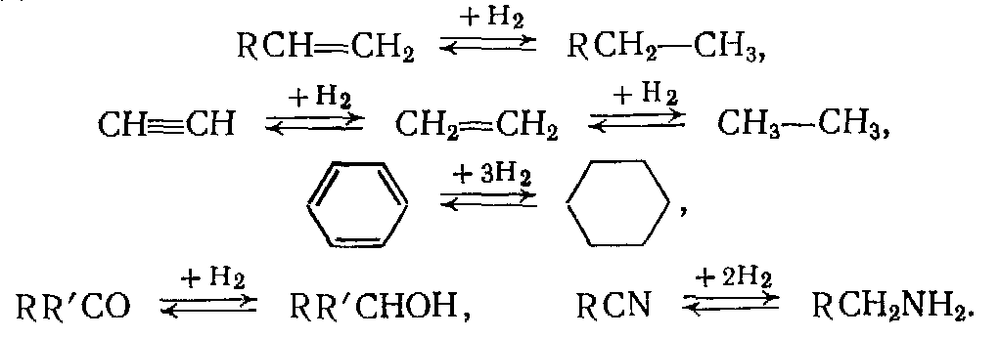 RCH=CH₂ +H₂ ⇌ RCH₂—CH₃,
CH≡CH +H₂ ⇌ CH₂=CH₂ +H₂ ⇌ CH₃—CH₃,
+3H₂ ⇌ ,
RR′CO +H₂ ⇌ RR′CHOH, RCN +2H₂ ⇌ RCH₂NH₂.